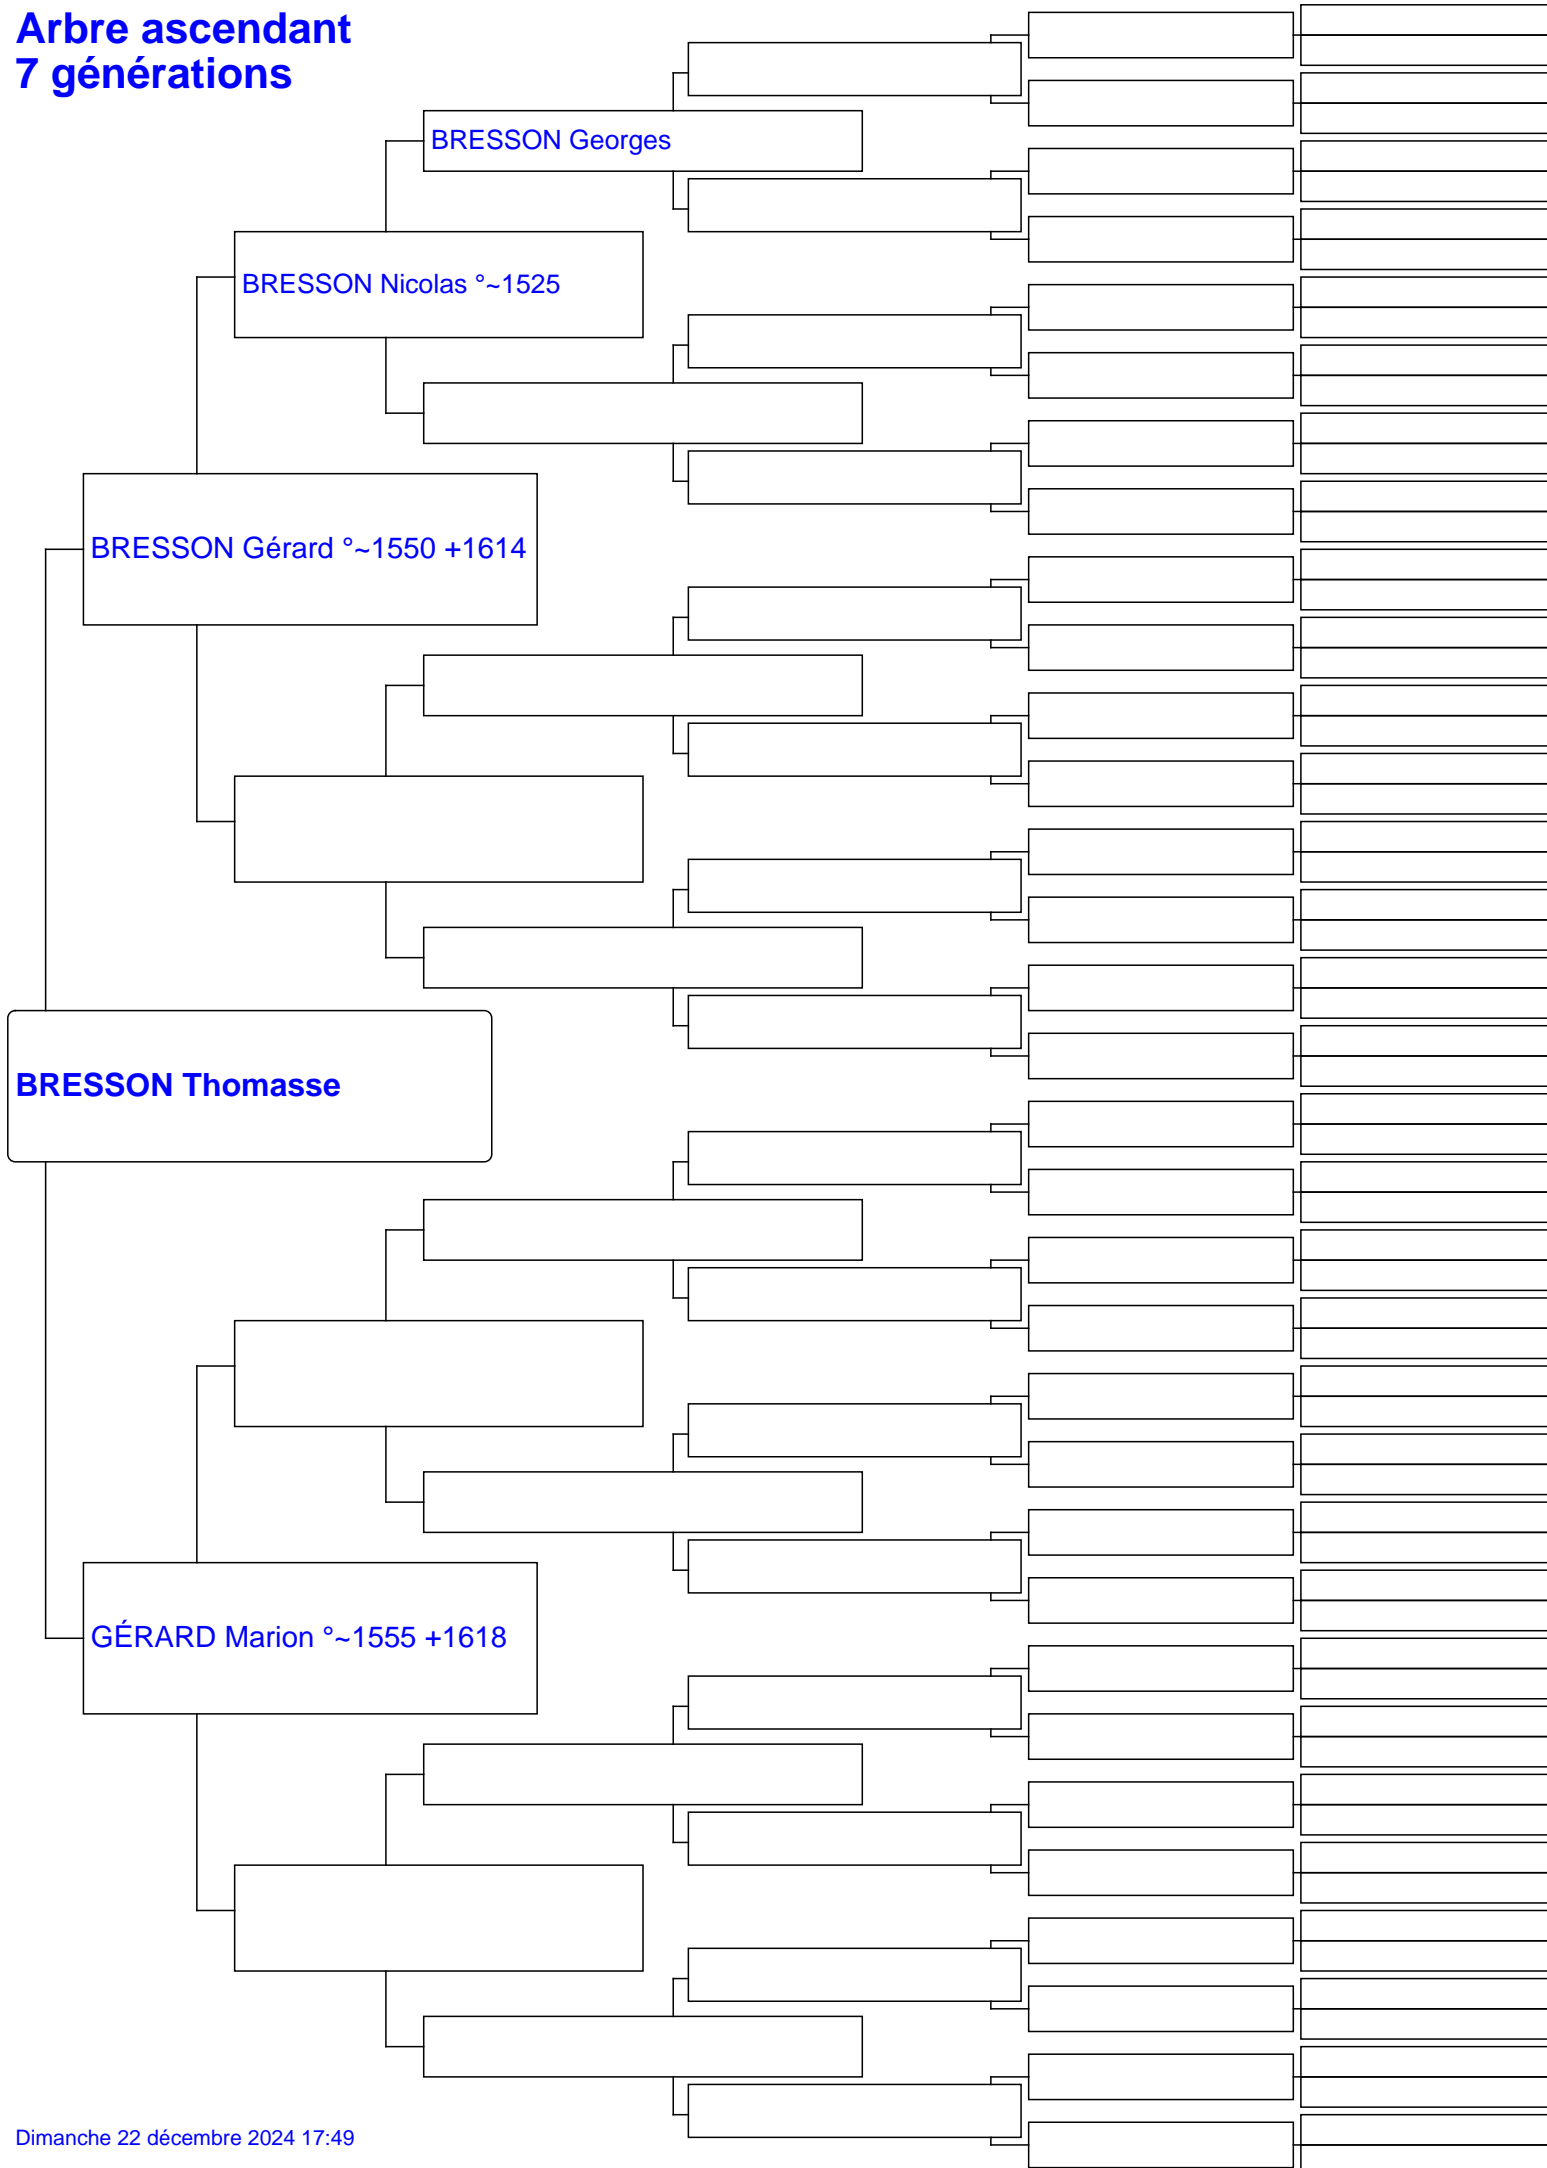 Arbre ascendant
7 générations
BRESSON Georges
BRESSON Nicolas °~1525
BRESSON Gérard °~1550 +1614
BRESSON Thomasse
GÉRARD Marion °~1555 +1618
Dimanche 22 décembre 2024 17:49